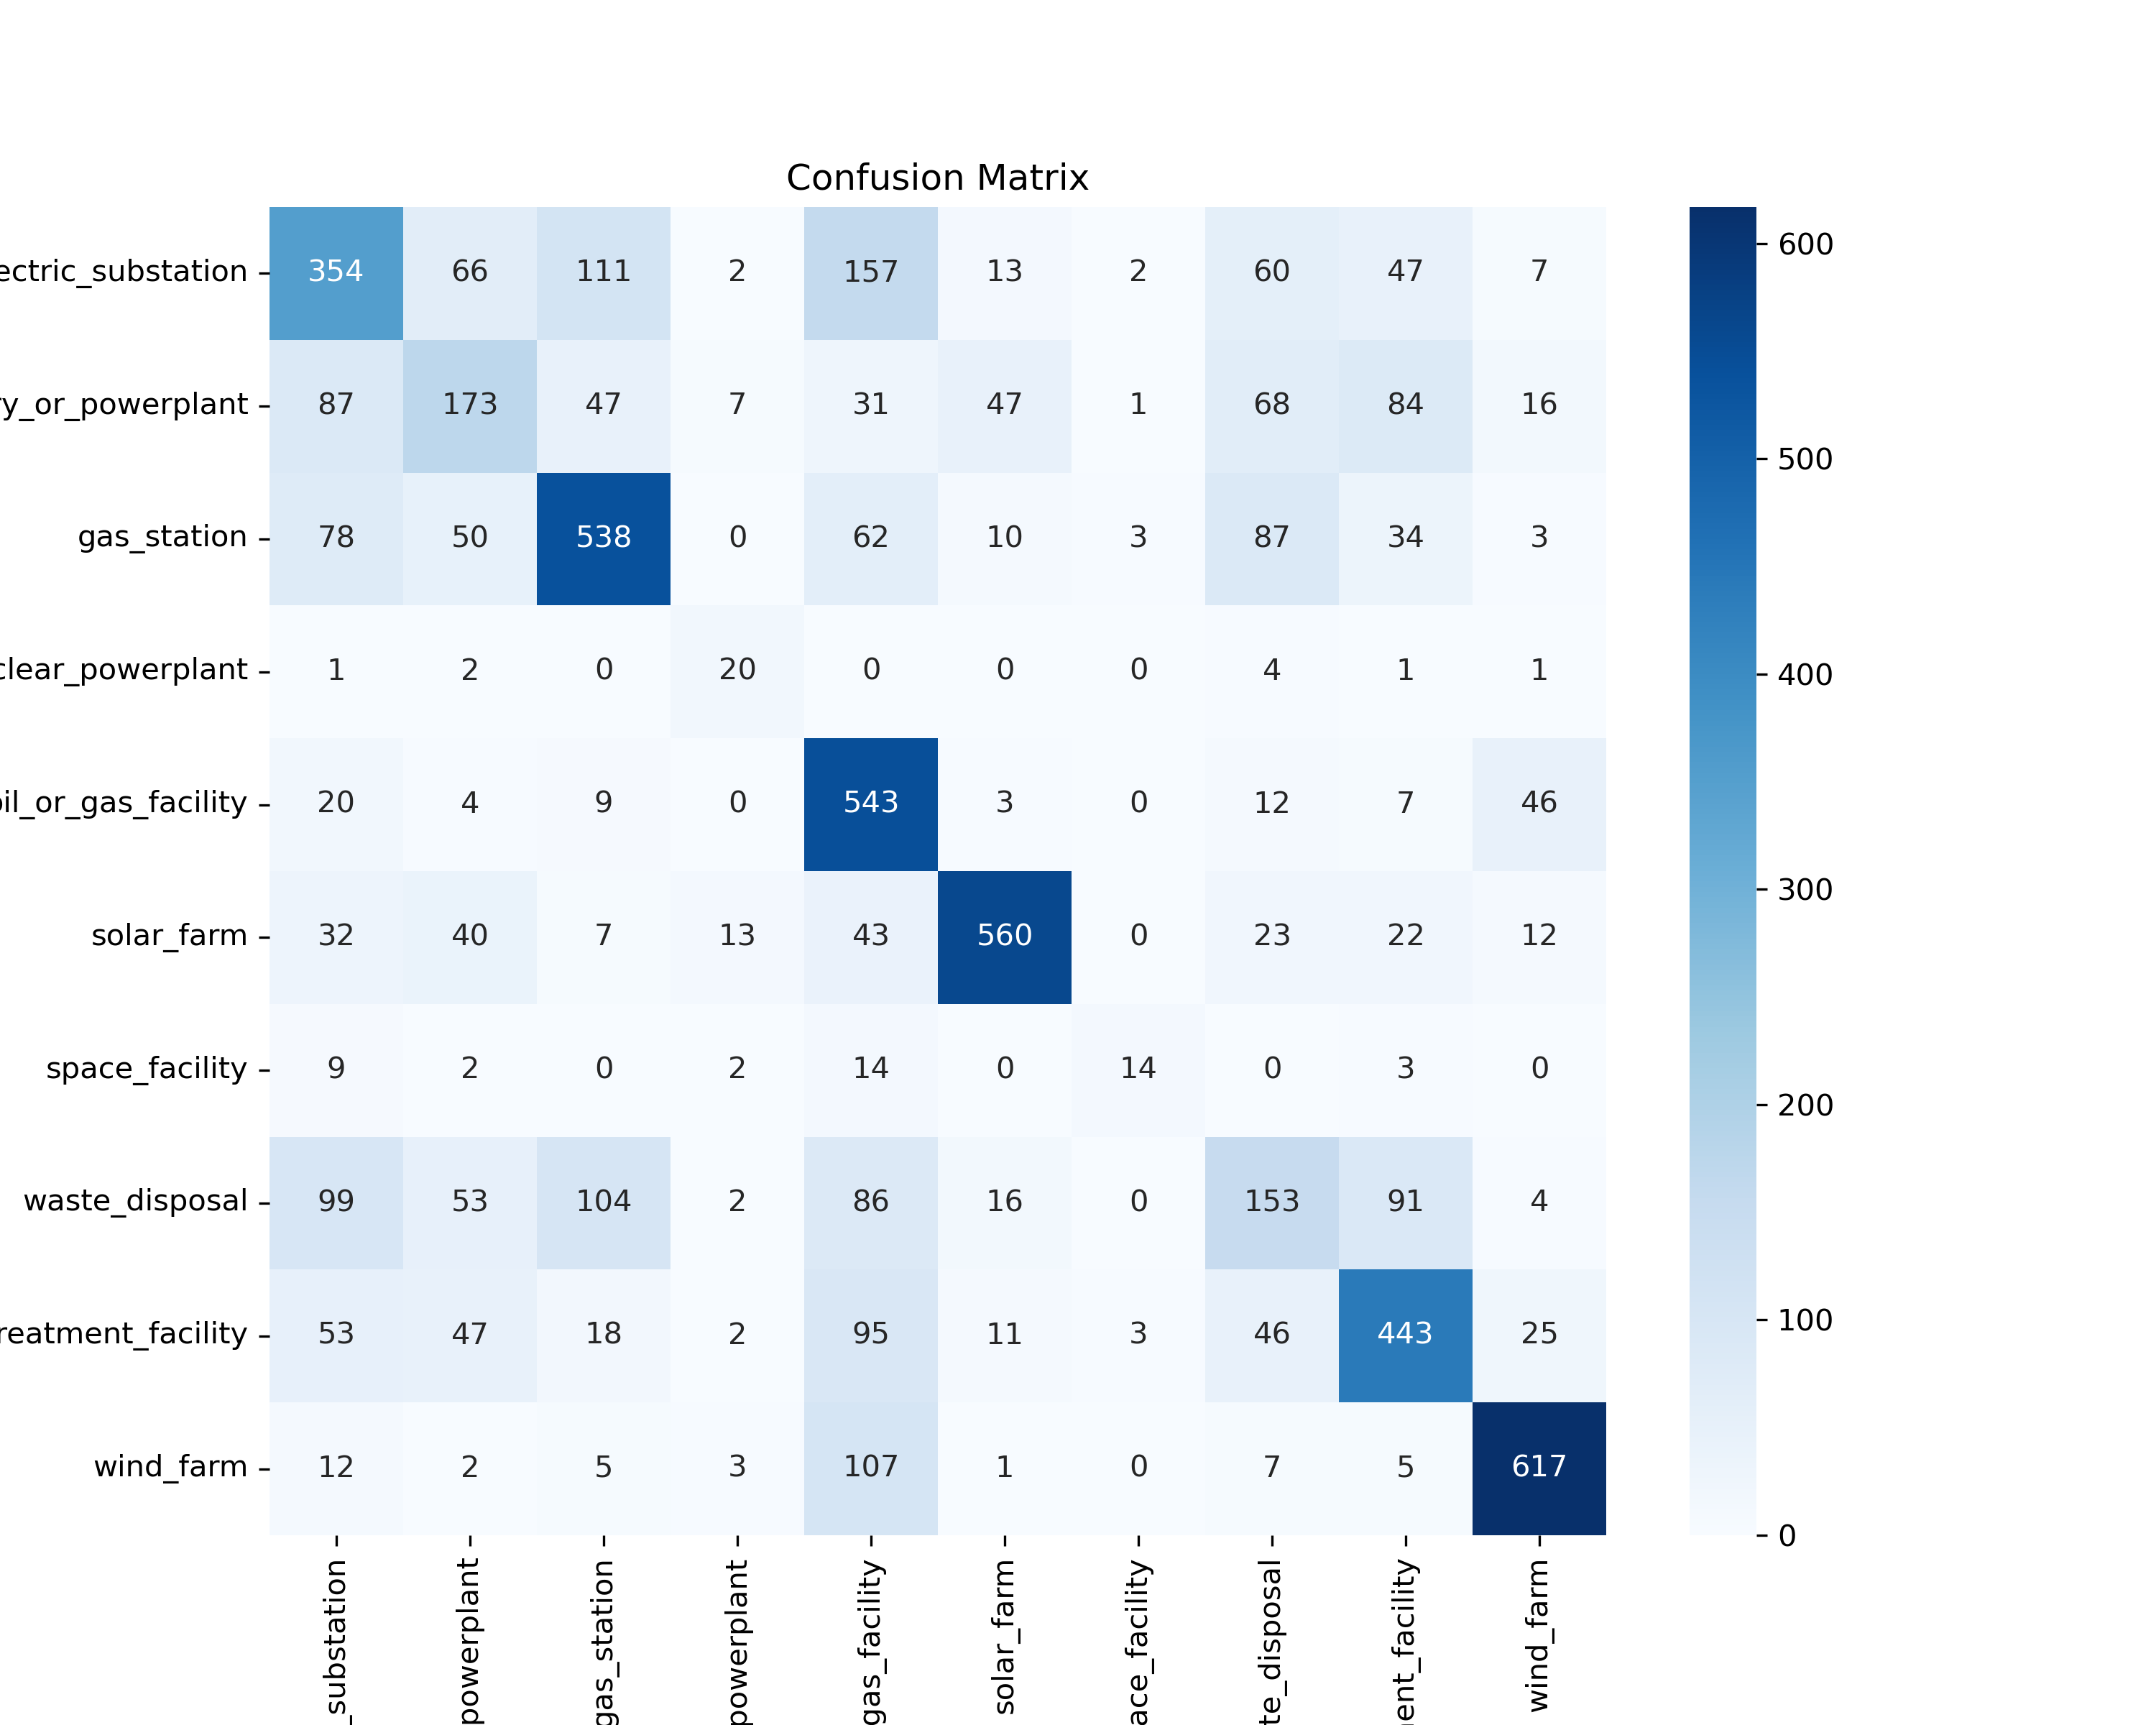 Confusion Matrix
ectric_substation 354 66 111 2 157 13 2 60 47 7
ry_or_powerplant 87 173 47 7 31 47 1 68 84 16
gas_station 78 50 538 0 62 10 3 87 34 3
clear_powerplant 1 2 0 20 0 0 0 4 1 1
oil_or_gas_facility 20 4 9 0 543 3 0 12 7 46
solar_farm 32 40 7 13 43 560 0 23 22 12
space_facility 9 2 0 2 14 0 14 0 3 0
waste_disposal 99 53 104 2 86 16 0 153 91 4
reatment_facility 53 47 18 2 95 11 3 46 443 25
wind_farm 12 2 5 3 107 1 0 7 5 617
_substation
powerplant
gas_station
powerplant
gas_facility
solar_farm
ace_facility
te_disposal
ent_facility
wind_farm
600
500
400
300
200
100
0